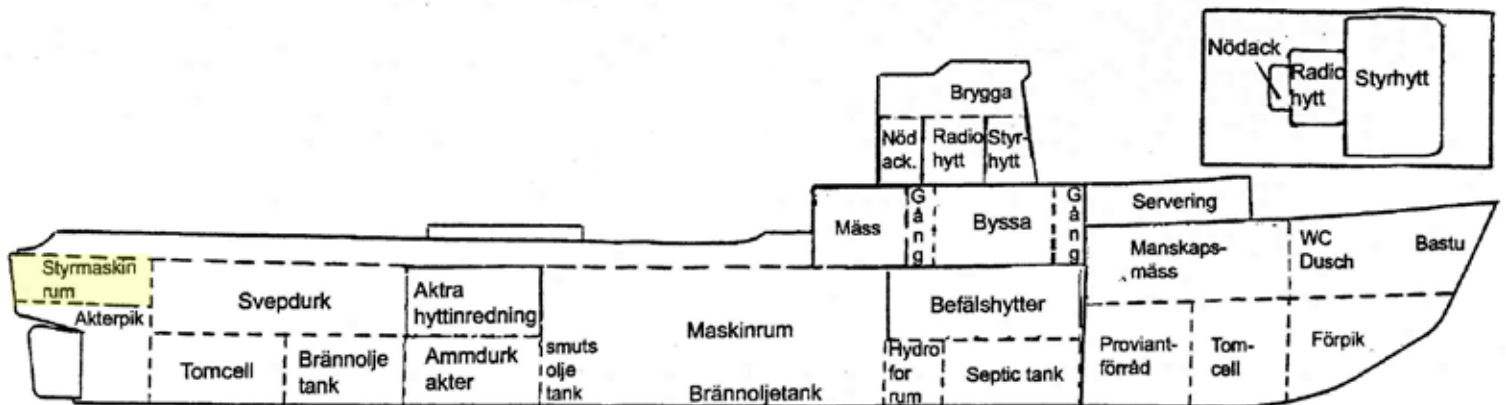 Nödack
Radio
hytt
Styrhytt
Brygga
Nöd
ack.
Radio
hytt
Styr-
hytt
Mäss
Gång
Byssa
Gång
Servering
Manskaps-
mäss
WC
Dusch
Bastu
Styrmaskin
rum
Akterpik
Svepdurk
Aktra
hyttinredning
Maskinrum
Befälshytter
Tomcell
Brännolje
tank
Ammdurk
akter
smuts
olje
tank
Brännoljetank
Hydro
for
rum
Septic tank
Proviant-
förråd
Tom-
cell
Förpik